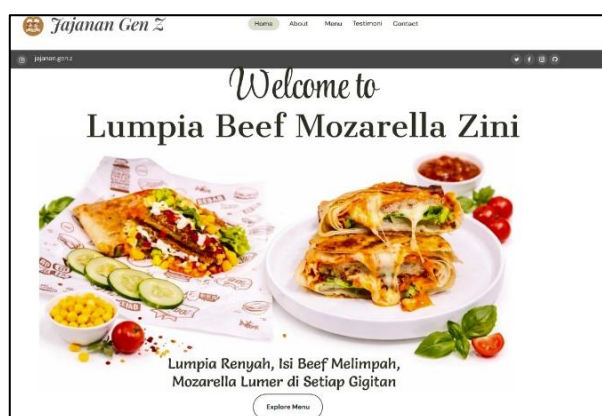 Jajanan Gen Z
Home About Menu Testimoni Contact
jajanan.gen.z
Welcome to
Lumpia Beef Mozarella Zini
Lumpia Renyah, Isi Beef Melimpah,
Mozarella Lumer di Setiap Gigitan
Explore Menu